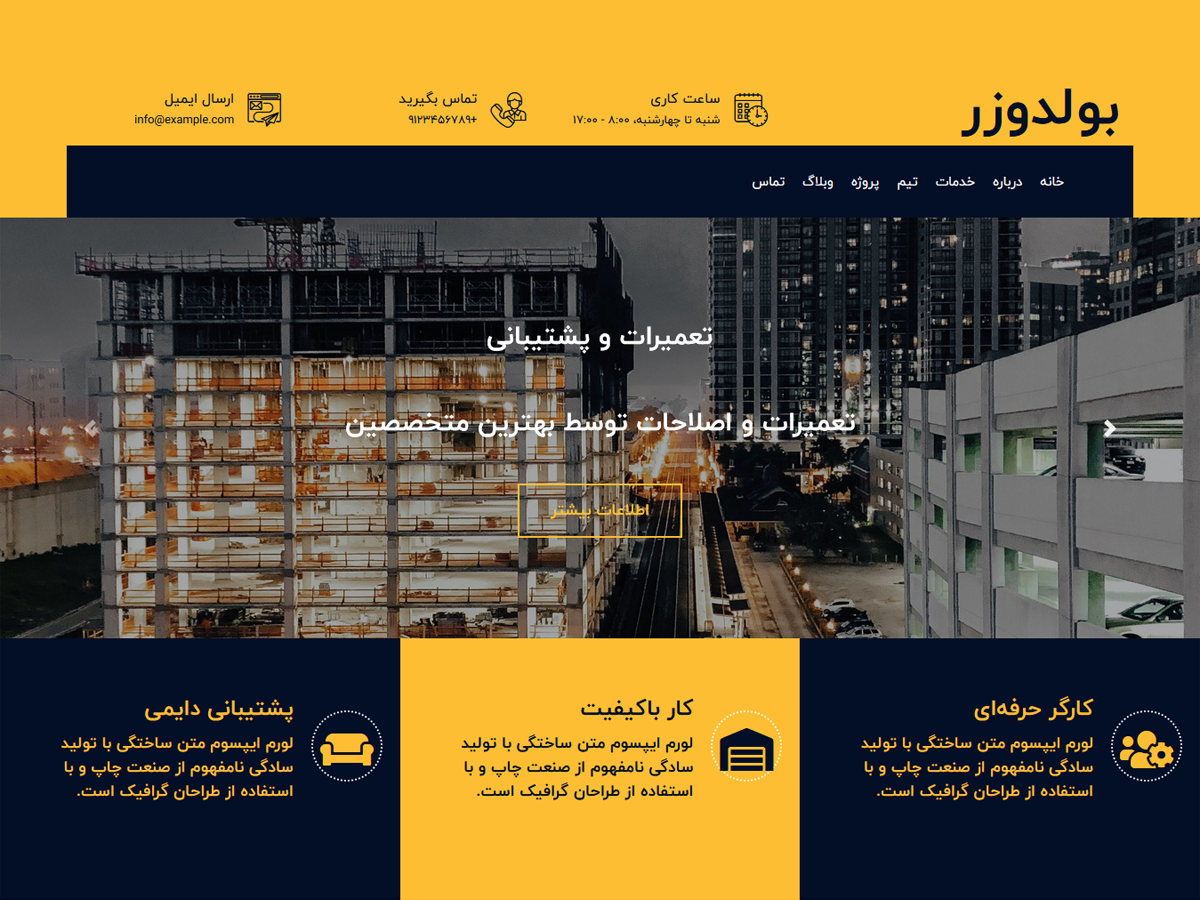 بولدوزر
ساعت کاری
شنبه تا چهارشنبه، ۸:۰۰ - ۱۷:۰۰
تماس بگیرید
+۹۱۲۳۴۵۶۷۸۹
ارسال ایمیل
info@example.com
خانه درباره خدمات تیم پروژه وبلاگ تماس
تعمیرات و پشتیبانی
تعمیرات و اصلاحات توسط بهترین متخصصین
اطلاعات بیشتر
کارگر حرفه‌ای
لورم ایپسوم متن ساختگی با تولید
سادگی نامفهوم از صنعت چاپ و با
استفاده از طراحان گرافیک است.
کار باکیفیت
لورم ایپسوم متن ساختگی با تولید
سادگی نامفهوم از صنعت چاپ و با
استفاده از طراحان گرافیک است.
پشتیبانی دایمی
لورم ایپسوم متن ساختگی با تولید
سادگی نامفهوم از صنعت چاپ و با
استفاده از طراحان گرافیک است.